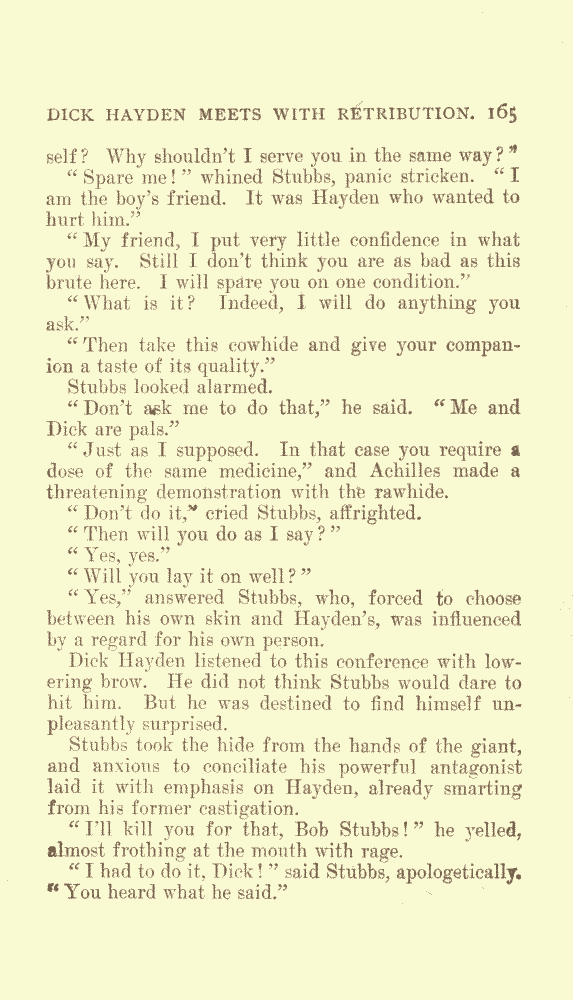 DICK HAYDEN MEETS WITH RETRIBUTION. 165
self? Why shouldn't I serve you in the same way?"
"Spare me!" whined Stubbs, panic stricken. "I
am the boy's friend. It was Hayden who wanted to
hurt him."
"My friend, I put very little confidence in what
you say. Still I don't think you are as bad as this
brute here. I will spare you on one condition."
"What is it? Indeed, I will do anything you
ask."
"Then take this cowhide and give your compan-
ion a taste of its quality."
Stubbs looked alarmed.
"Don't ask me to do that," he said. "Me and
Dick are pals."
"Just as I supposed. In that case you require a
dose of the same medicine," and Achilles made a
threatening demonstration with the rawhide.
"Don't do it," cried Stubbs, affrighted.
"Then will you do as I say?"
"Yes, yes."
"Will you lay it on well?"
"Yes," answered Stubbs, who, forced to choose
between his own skin and Hayden's, was influenced
by a regard for his own person.
Dick Hayden listened to this conference with low-
ering brow. He did not think Stubbs would dare to
hit him. But he was destined to find himself un-
pleasantly surprised.
Stubbs took the hide from the hands of the giant,
and anxious to conciliate his powerful antagonist
laid it with emphasis on Hayden, already smarting
from his former castigation.
"I'll kill you for that, Bob Stubbs!" he yelled,
almost frothing at the mouth with rage.
"I had to do it, Dick!" said Stubbs, apologetically.
"You heard what he said."